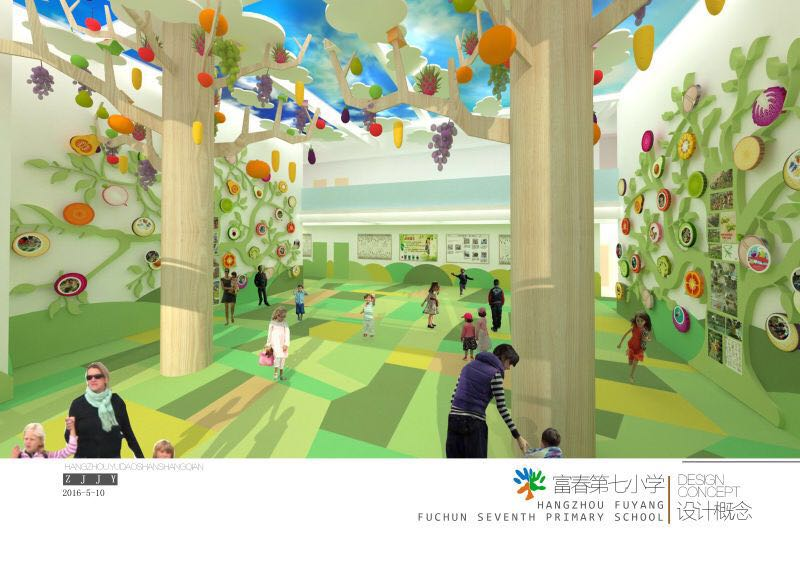 HANGZHOUYUDAOSHANSHANGQIAN
Z J J Y
2016-5-10
富春第七小学
HANGZHOU FUYANG
FUCHUN SEVENTH PRIMARY SCHOOL
DESIGN
CONCEPT
设计概念